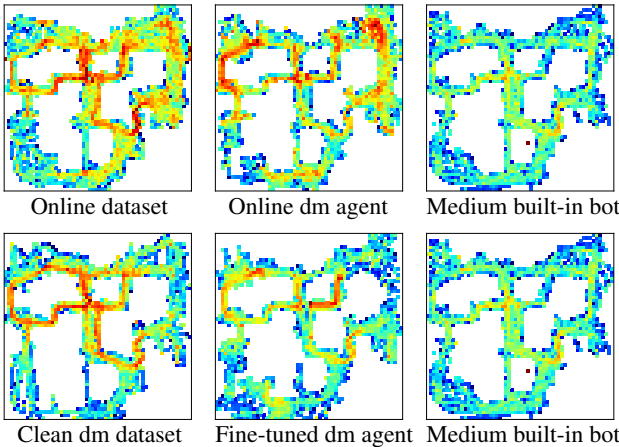 Online dataset
Online dm agent
Medium built-in bot
Clean dm dataset
Fine-tuned dm agent
Medium built-in bot